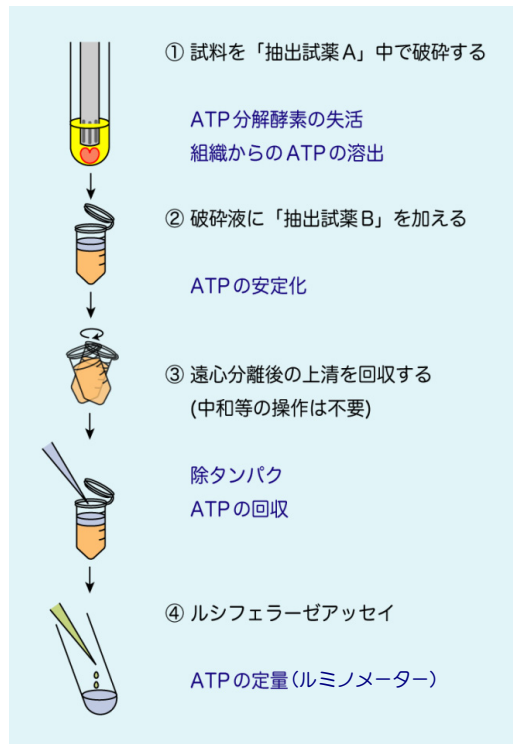 ① 試料を「抽出試薬A」中で破砕する
ATP分解酵素の失活
組織からのATPの溶出
② 破砕液に「抽出試薬B」を加える
ATPの安定化
③ 遠心分離後の上清を回収する
(中和等の操作は不要)
除タンパク
ATPの回収
④ ルシフェラーゼアッセイ
ATPの定量(ルミノメーター)